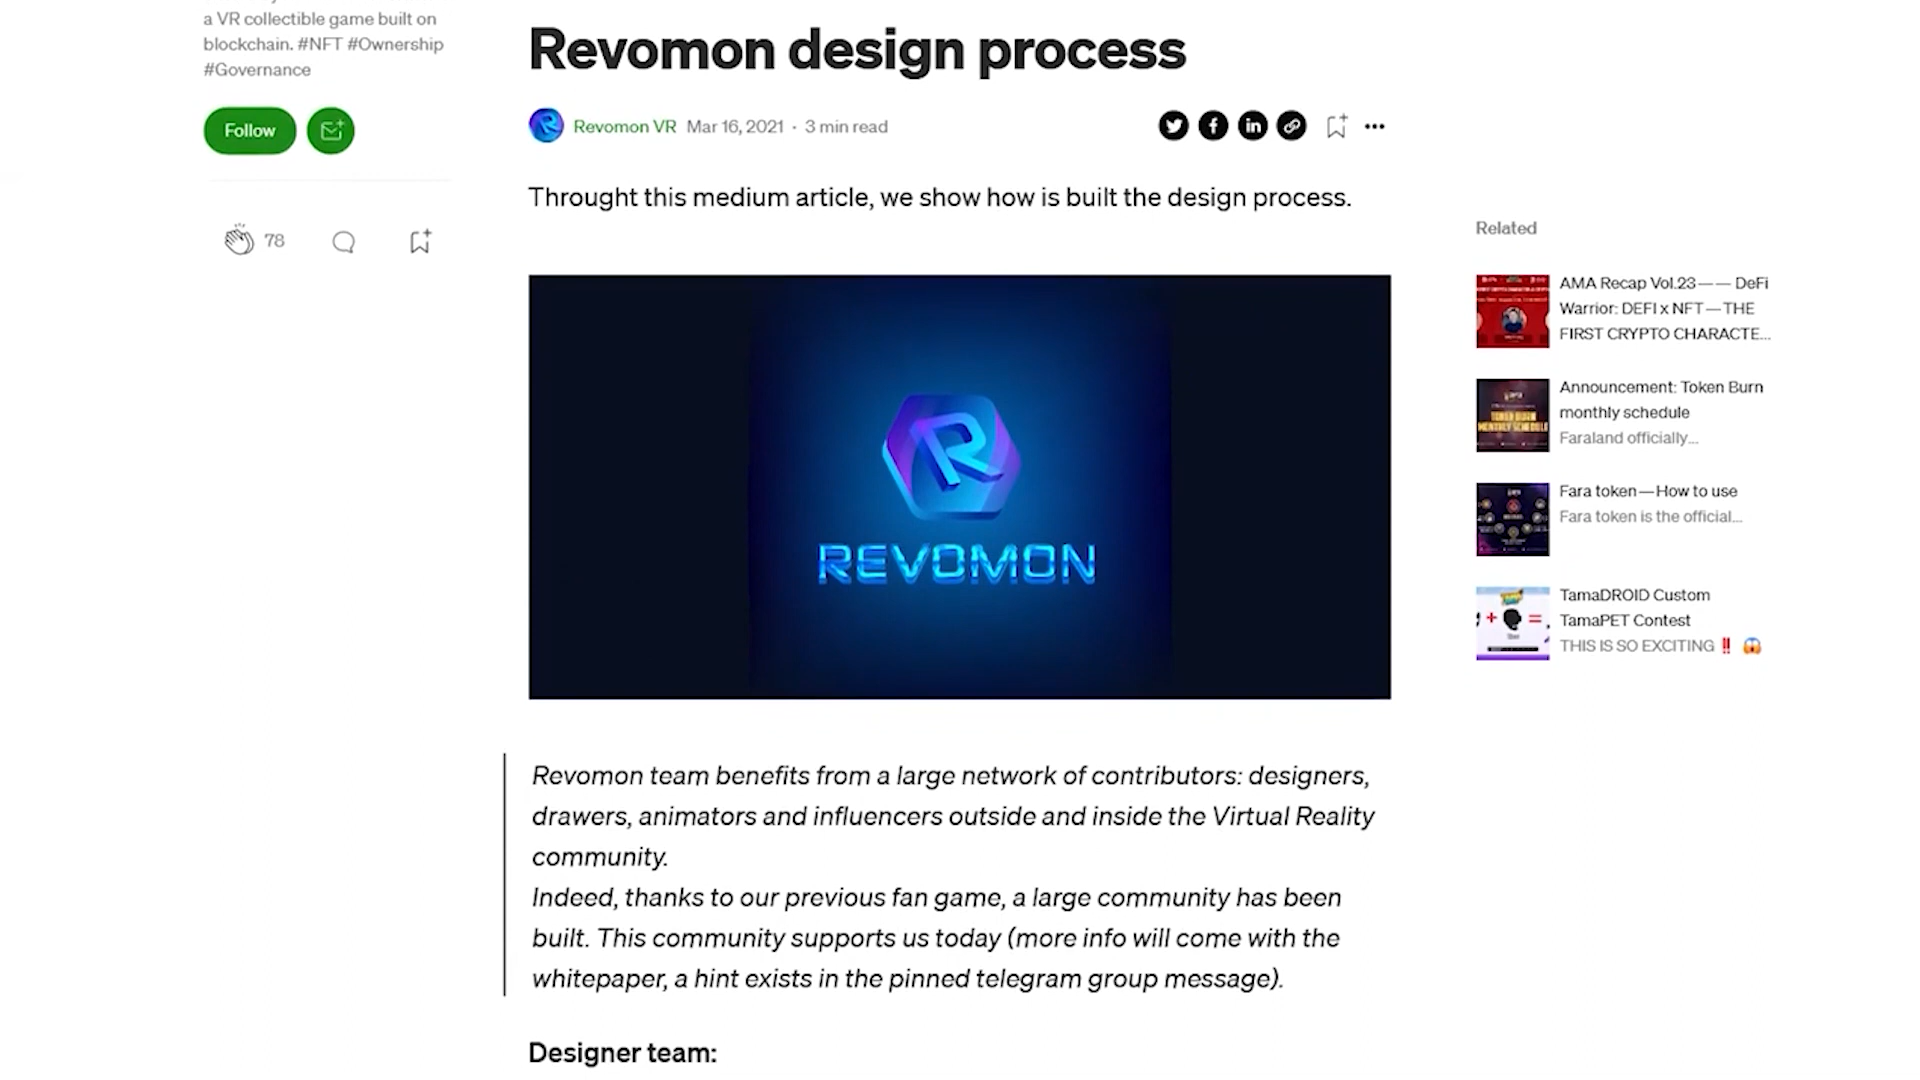 a VR collectible game built on
blockchain. #NFT #Ownership
#Governance
Follow
78
Revomon design process
Revomon VR Mar 16, 2021 · 3 min read
Throught this medium article, we show how is built the design process.
REVOMON
Revomon team benefits from a large network of contributors: designers,
drawers, animators and influencers outside and inside the Virtual Reality
community.
Indeed, thanks to our previous fan game, a large community has been
built. This community supports us today (more info will come with the
whitepaper, a hint exists in the pinned telegram group message).
Designer team:
Related
AMA Recap Vol.23—— DeFi
Warrior: DEFI x NFT—THE
FIRST CRYPTO CHARACTE...
Announcement: Token Burn
monthly schedule
Faraland officially...
Fara token—How to use
Fara token is the official...
TamaDROID Custom
TamaPET Contest
THIS IS SO EXCITING ‼️ 😱